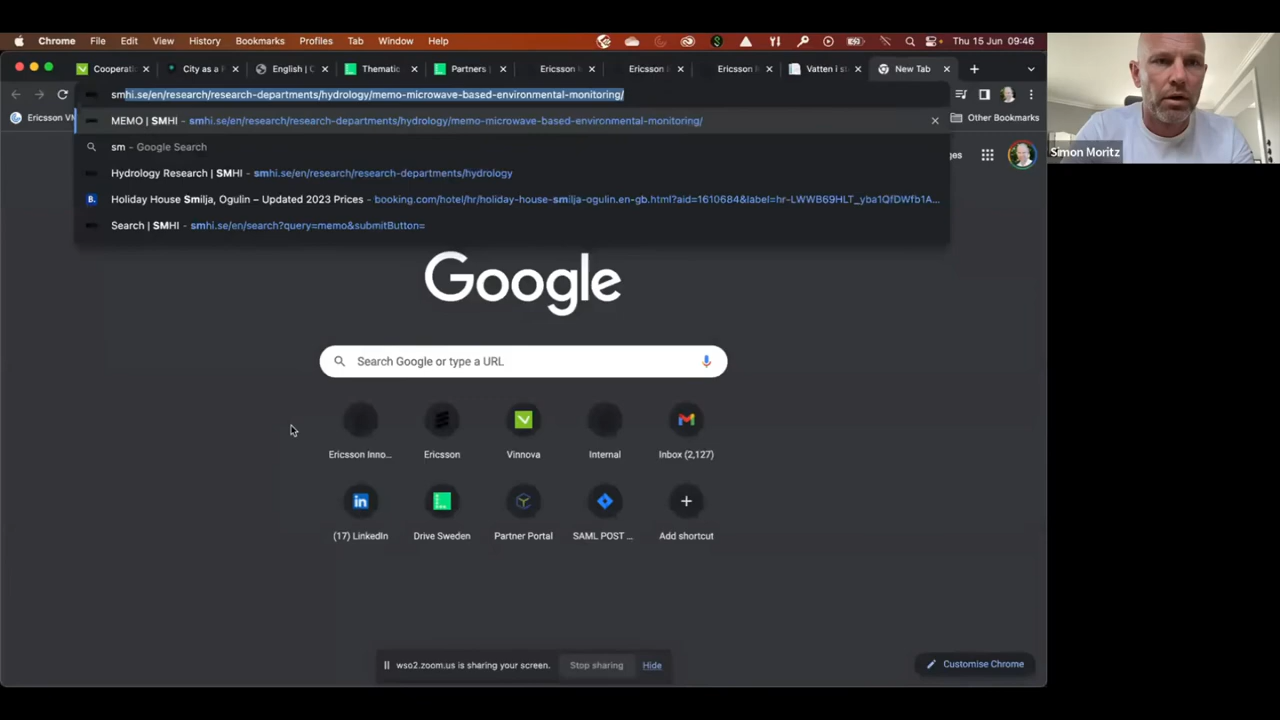 Chrome File Edit View History Bookmarks Profiles Tab Window Help Thu 15 Jun 09:46
Cooperati City as a F English | C Thematic Partners Ericsson Ericsson Ericsson Vatten i st New Tab
smhi.se/en/research/research-departments/hydrology/memo-microwave-based-environmental-monitoring/
Ericsson VM Other Bookmarks
MEMO | SMHI - smhi.se/en/research/research-departments/hydrology/memo-microwave-based-environmental-monitoring/
sm - Google Search
Hydrology Research | SMHI - smhi.se/en/research/research-departments/hydrology
Holiday House Smilja, Ogulin – Updated 2023 Prices - booking.com/hotel/hr/holiday-house-smilja-ogulin.en-gb.html?aid=1610684&label=hr-LWWB69HLT_yba1QfDWfb1A...
Search | SMHI - smhi.se/en/search?query=memo&submitButton=
Simon Moritz
Google
Search Google or type a URL
Ericsson Inno... Ericsson Vinnova Internal Inbox (2,127)
(17) LinkedIn Drive Sweden Partner Portal SAML POST ... Add shortcut
wso2.zoom.us is sharing your screen. Stop sharing Hide
Customise Chrome